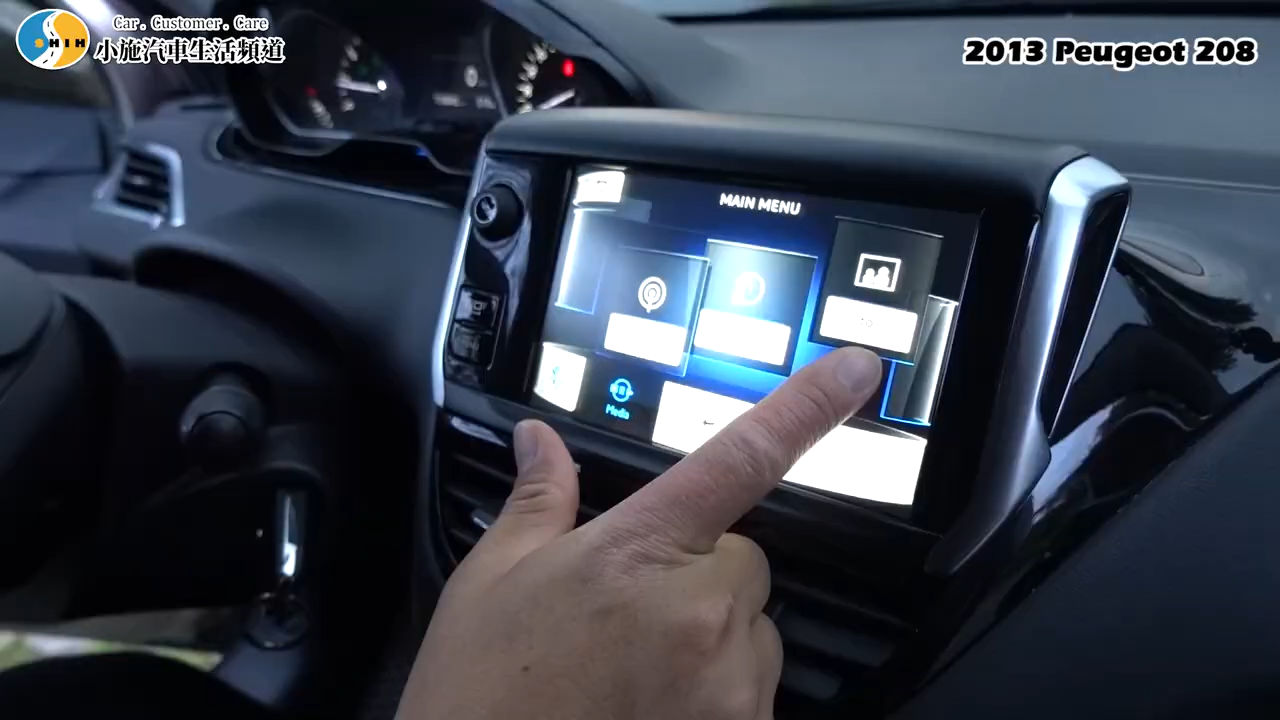 Car. Customer. Care
SHIH
小施汽車生活頻道
2013 Peugeot 208
MAIN MENU
Media